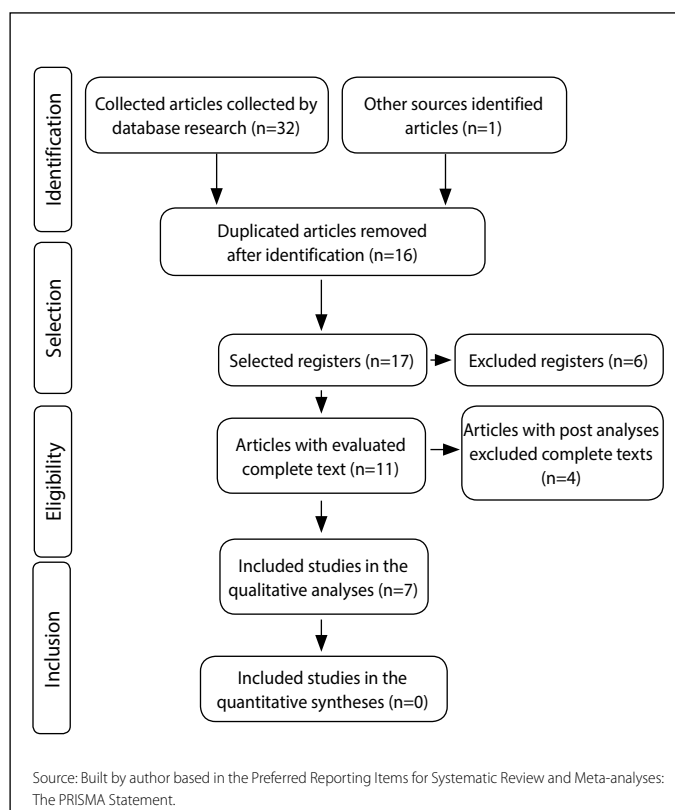 Identification
Collected articles collected by
database research (n=32)
Other sources identified
articles (n=1)
Duplicated articles removed
after identification (n=16)
Selection
Selected registers (n=17)
Excluded registers (n=6)
Eligibility
Articles with evaluated
complete text (n=11)
Articles with post analyses
excluded complete texts
(n=4)
Included studies in the
qualitative analyses (n=7)
Inclusion
Included studies in the
quantitative syntheses (n=0)
Source: Built by author based in the Preferred Reporting Items for Systematic Review and Meta-analyses:
The PRISMA Statement.